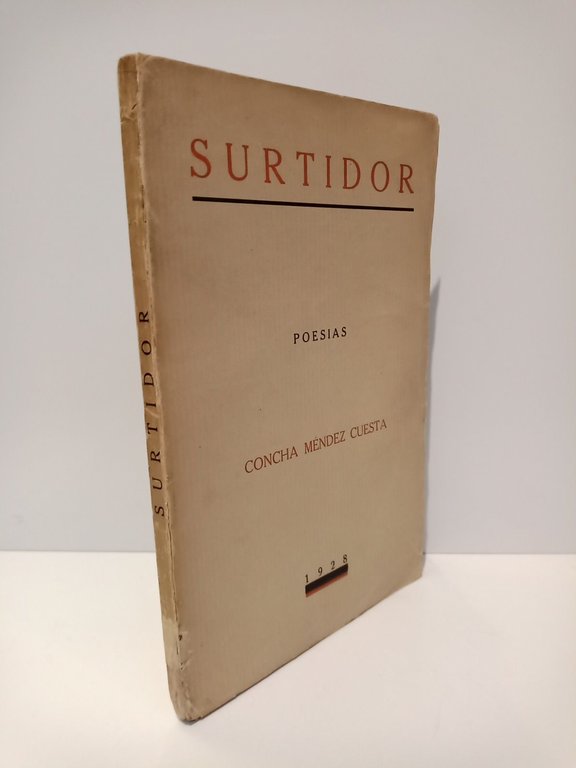 SURTIDOR
POESIAS
CONCHA MÉNDEZ CUESTA
1928
SURTIDOR